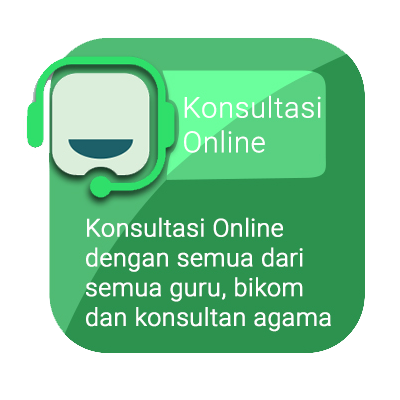 Konsultasi
Online
Konsultasi Online
dengan semua dari
semua guru, bikom
dan konsultan agama